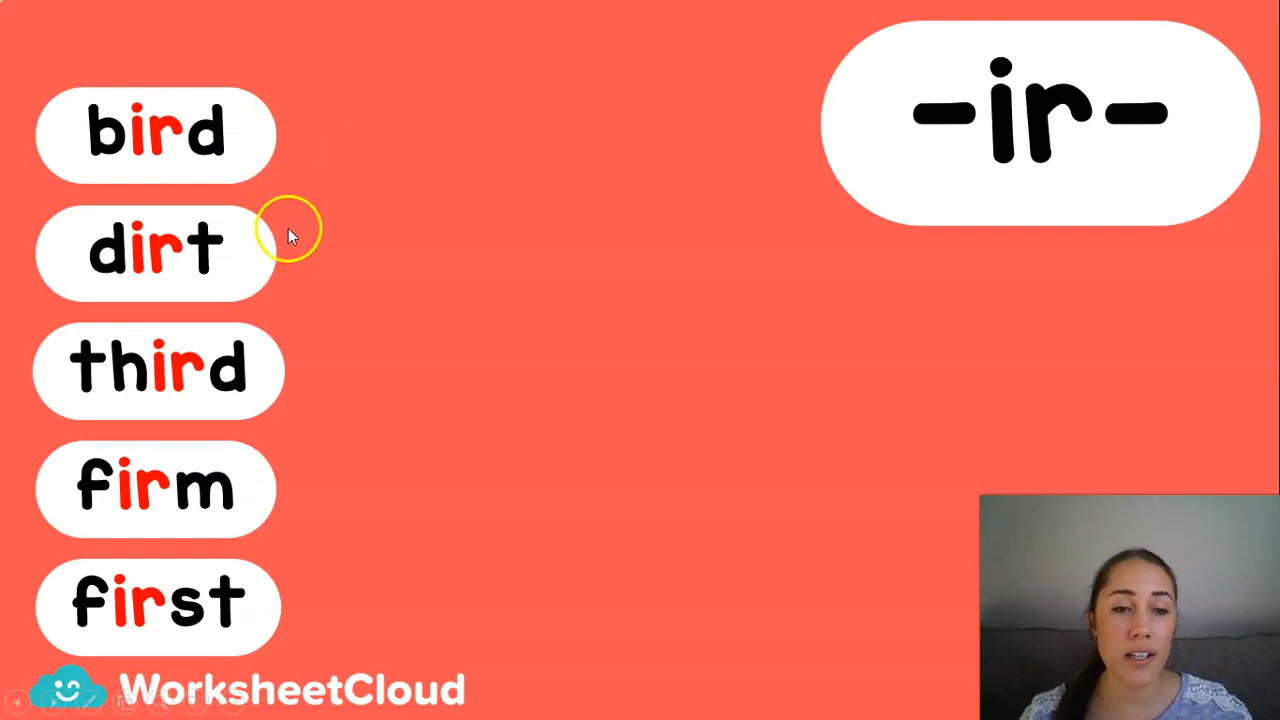 -ir-
bird
dirt
third
firm
first
WorksheetCloud